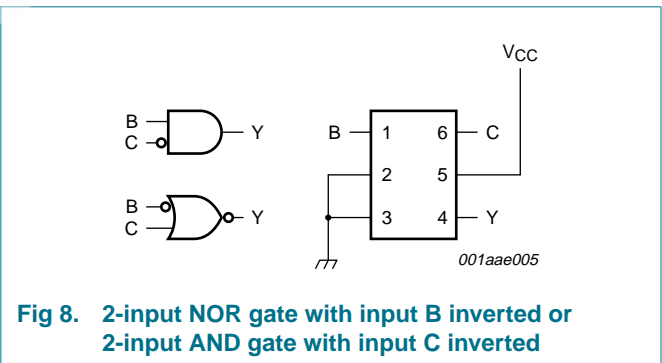 VCC
B
C
Y
B
C
Y
B 1 6 C
2 5
3 4 Y
001aae005
Fig 8. 2-input NOR gate with input B inverted or
2-input AND gate with input C inverted